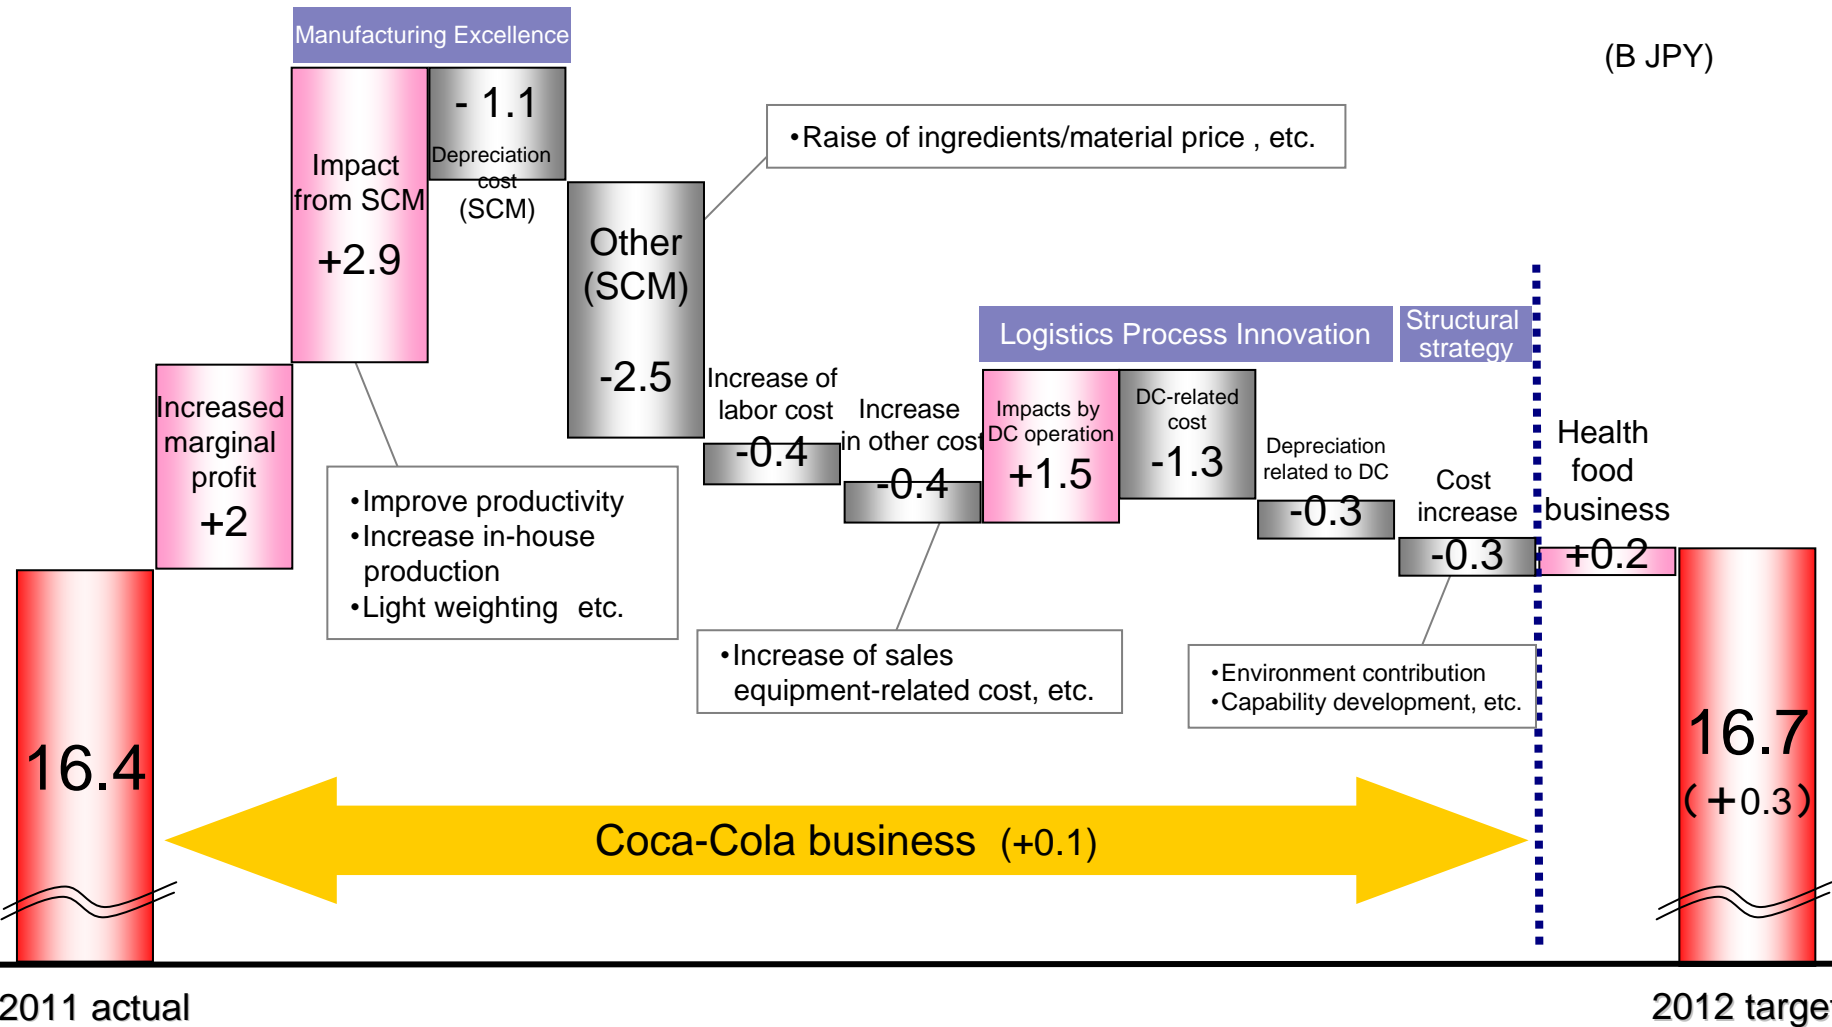 Manufacturing Excellence
(B JPY)
- 1.1
Depreciation
cost
(SCM)
Impact
from SCM
+2.9
•Raise of ingredients/material price , etc.
Other
(SCM)
-2.5
Increased
marginal
profit
+2
•Improve productivity
•Increase in-house
production
•Light weighting etc.
Increase of
labor cost
-0.4
Increase
in other cost
-0.4
Logistics Process Innovation
Structural
strategy
Impacts by
DC operation
+1.5
DC-related
cost
-1.3
Depreciation
related to DC
-0.3
Cost
increase
-0.3
Health
food
business
+0.2
•Increase of sales
equipment-related cost, etc.
•Environment contribution
•Capability development, etc.
16.4
16.7
(+0.3)
Coca-Cola business (+0.1)
2011 actual
2012 target